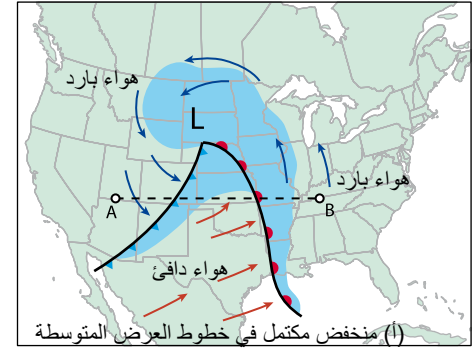 هواء بارد
L
هواء بارد
A
B
هواء دافئ
(أ) منخفض مكتمل في خطوط العرض المتوسطة